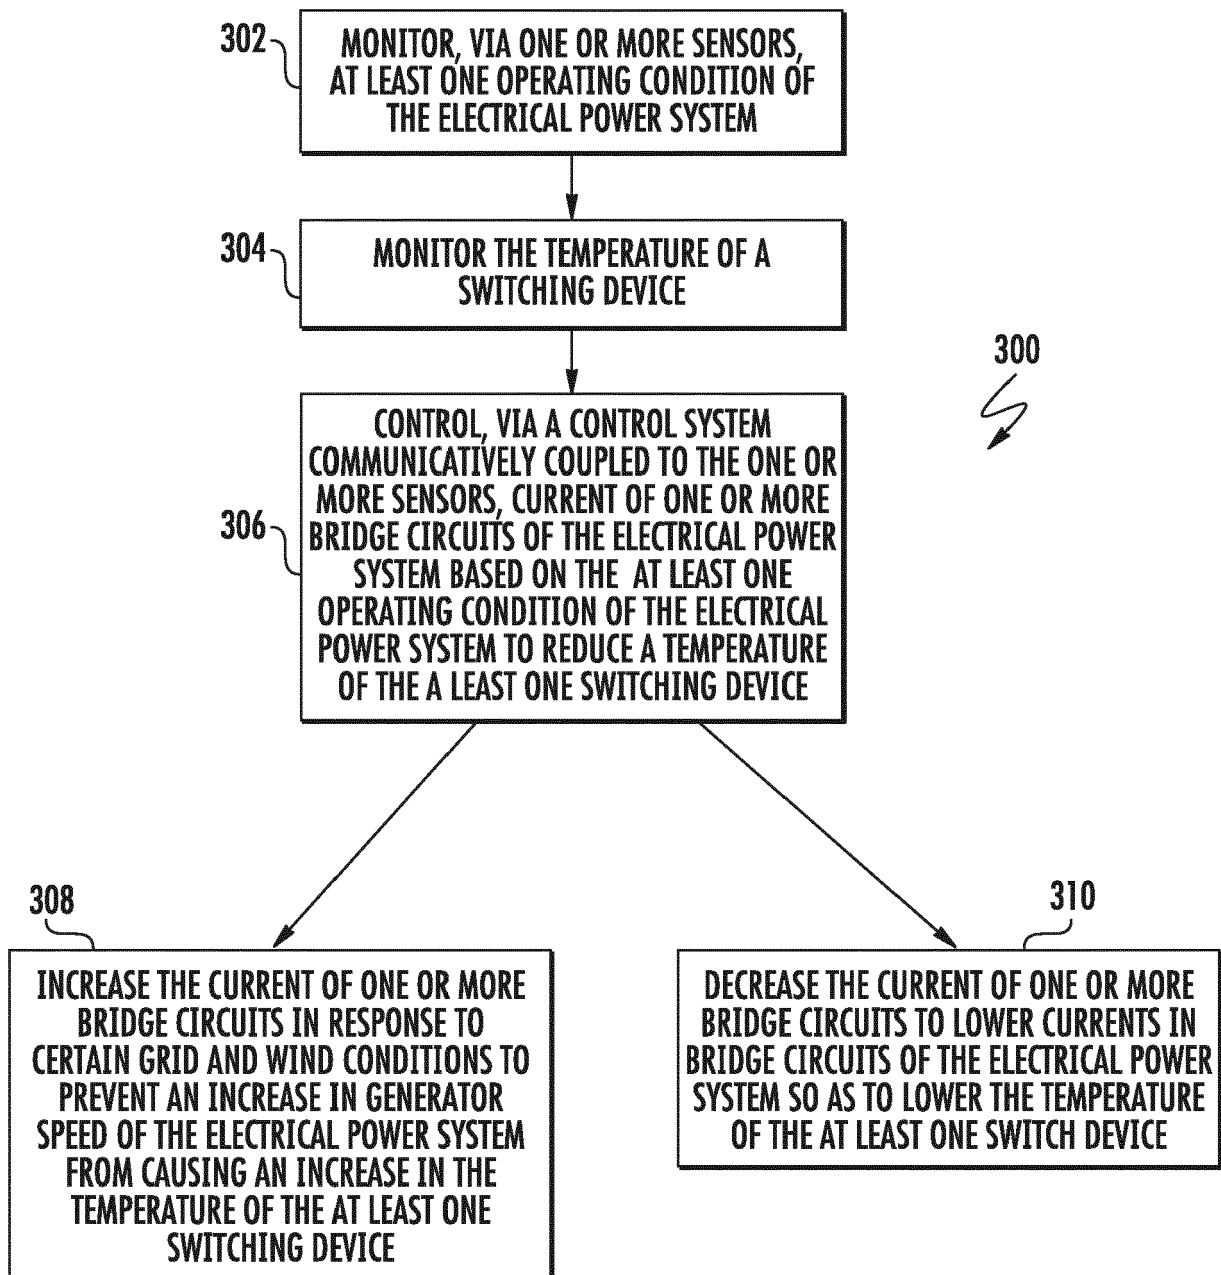 302
MONITOR, VIA ONE OR MORE SENSORS,
AT LEAST ONE OPERATING CONDITION OF
THE ELECTRICAL POWER SYSTEM
304
MONITOR THE TEMPERATURE OF A
SWITCHING DEVICE
300
306
CONTROL, VIA A CONTROL SYSTEM
COMMUNICATIVELY COUPLED TO THE ONE OR
MORE SENSORS, CURRENT OF ONE OR MORE
BRIDGE CIRCUITS OF THE ELECTRICAL POWER
SYSTEM BASED ON THE AT LEAST ONE
OPERATING CONDITION OF THE ELECTRICAL
POWER SYSTEM TO REDUCE A TEMPERATURE
OF THE A LEAST ONE SWITCHING DEVICE
308
INCREASE THE CURRENT OF ONE OR MORE
BRIDGE CIRCUITS IN RESPONSE TO
CERTAIN GRID AND WIND CONDITIONS TO
PREVENT AN INCREASE IN GENERATOR
SPEED OF THE ELECTRICAL POWER SYSTEM
FROM CAUSING AN INCREASE IN THE
TEMPERATURE OF THE AT LEAST ONE
SWITCHING DEVICE
310
DECREASE THE CURRENT OF ONE OR MORE
BRIDGE CIRCUITS TO LOWER CURRENTS IN
BRIDGE CIRCUITS OF THE ELECTRICAL POWER
SYSTEM SO AS TO LOWER THE TEMPERATURE
OF THE AT LEAST ONE SWITCH DEVICE